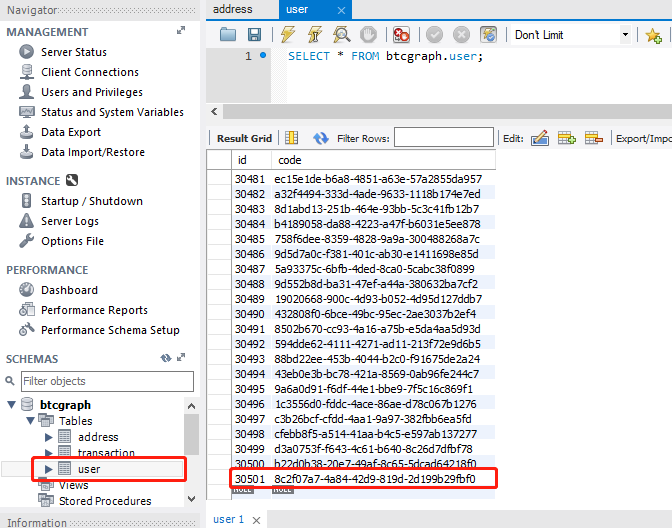 Navigator
MANAGEMENT
Server Status
Client Connections
Users and Privileges
Status and System Variables
Data Export
Data Import/Restore
INSTANCE
Startup / Shutdown
Server Logs
Options File
PERFORMANCE
Dashboard
Performance Reports
Performance Schema Setup
SCHEMAS
Filter objects
btcgraph
Tables
address
transaction
user
Views
Stored Procedures
Information
address
user
Don't Limit
1 SELECT * FROM btcgraph.user;
Result Grid
Filter Rows:
Edit:
Export/Impo
id code
30481 ec15e1de-b6a8-4851-a63e-57a2855da957
30482 a32f4494-333d-4ade-9633-1118b174e7ed
30483 8d1abd13-251b-464e-93bb-5c3c41fb12b7
30484 b4189058-da88-4223-a47f-b6031e5ee878
30485 758f6dee-8359-4828-9a9a-300488268a7c
30486 9d5d7a0c-f381-401c-ab30-e1411698e85d
30487 5a93375c-6bfb-4ded-8ca0-5cabc38f0899
30488 9d552b8d-ba31-47ef-a44a-380632ba7cf2
30489 19020668-900c-4d93-b052-4d95d127ddb7
30490 432808f0-6bce-49bc-95ec-2ae3037b2ef4
30491 8502b670-cc93-4a16-a75b-e5da4aa5d93d
30492 594dde62-4111-4271-ad11-213f72e9d6b5
30493 88bd22ee-453b-4044-b2c0-f91675de2a24
30494 43eb0e3b-bc78-421a-8569-0ab96fe244c7
30495 9a6a0d91-f6df-44e1-bbe9-7f5c16c869f1
30496 1c3556d0-fddc-4ace-86ae-d78c067b1276
30497 c3b26bcf-cfdd-4aa1-9a97-382fbb6ea5fd
30498 cfebb8f5-a514-41aa-b4c5-e597ab137277
30499 d3a0753f-f643-4c61-b640-8c26d7dfbf78
30500 b22d0b38-20e7-49af-8c65-5dcad64218f0
30501 8c2f07a7-4a84-42d9-819d-2d199b29fbf0
NULL NULL
user 1